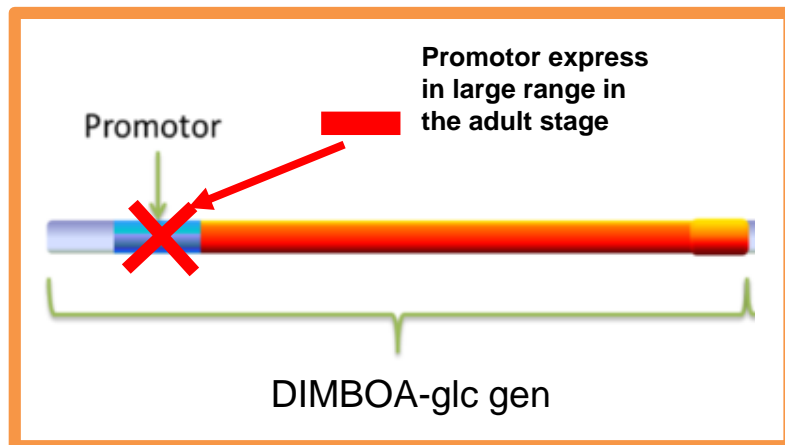 Promotor express
in large range in
the adult stage
Promotor
DIMBOA-glc gen